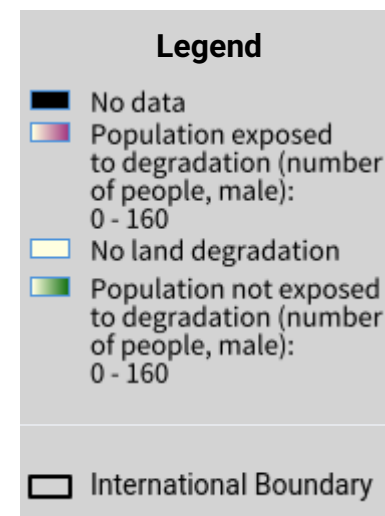 Legend
No data
Population exposed
to degradation (number
of people, male):
0 - 160
No land degradation
Population not exposed
to degradation (number
of people, male):
0 - 160
International Boundary